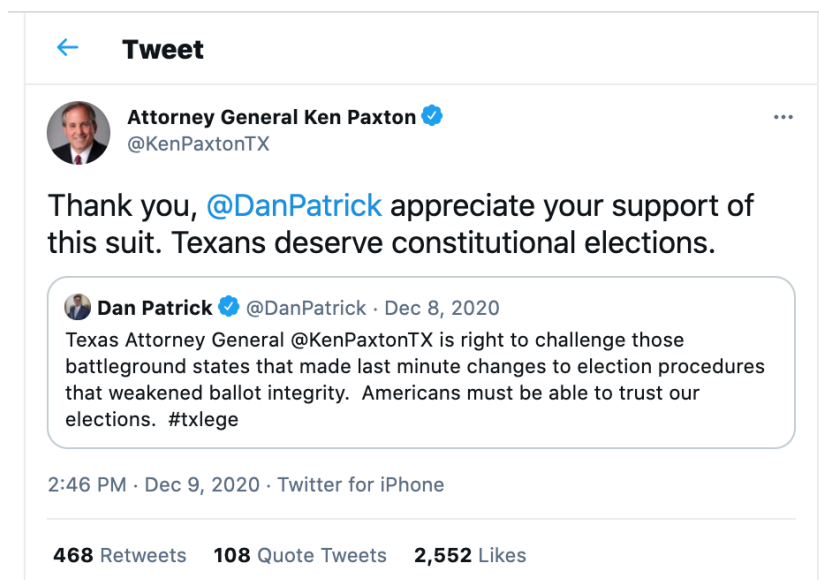 Tweet
Attorney General Ken Paxton
@KenPaxtonTX
Thank you, @DanPatrick appreciate your support of
this suit. Texans deserve constitutional elections.
Dan Patrick @DanPatrick · Dec 8, 2020
Texas Attorney General @KenPaxtonTX is right to challenge those
battleground states that made last minute changes to election procedures
that weakened ballot integrity.  Americans must be able to trust our
elections.  #txlege
2:46 PM · Dec 9, 2020 · Twitter for iPhone
468 Retweets 108 Quote Tweets 2,552 Likes